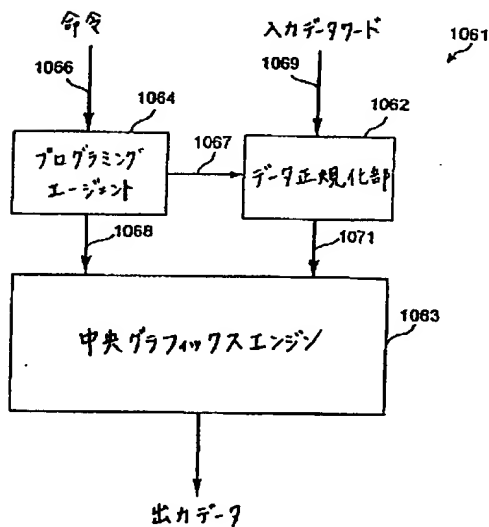 命令
入力データワード
1061
1066
1069
1064
1062
1067
プログラミング
エージェント
データ正規化部
1068
1071
中央グラフィックスエンジン
1063
出力データ